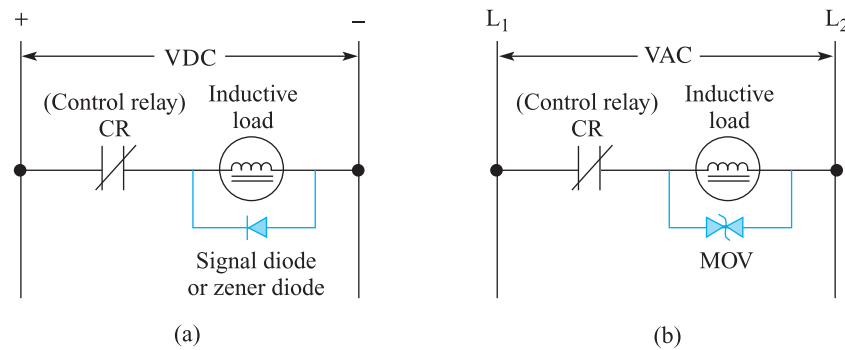 +
–
VDC
(Control relay)
CR
Inductive
load
Signal diode
or zener diode
(a)
L1
L2
VAC
(Control relay)
CR
Inductive
load
MOV
(b)